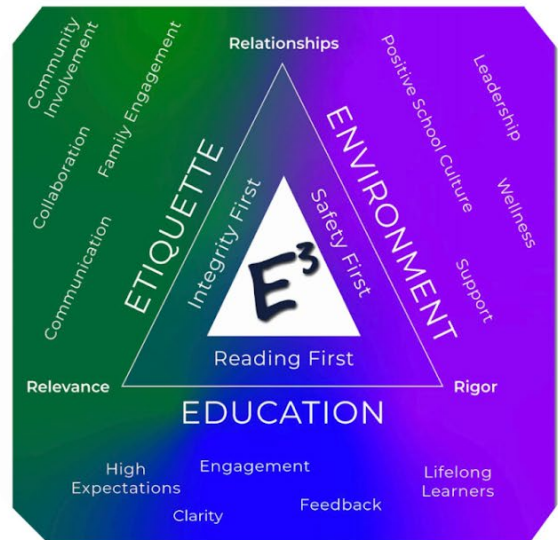 Community
Involvement
Family Engagement
Collaboration
Communication
Relationships
Positive School Culture
Leadership
Wellness
Support
ETIQUETTE
ENVIRONMENT
Integrity First
Safety First
E³
Reading First
Relevance
Rigor
EDUCATION
High
Expectations
Engagement
Clarity
Feedback
Lifelong
Learners